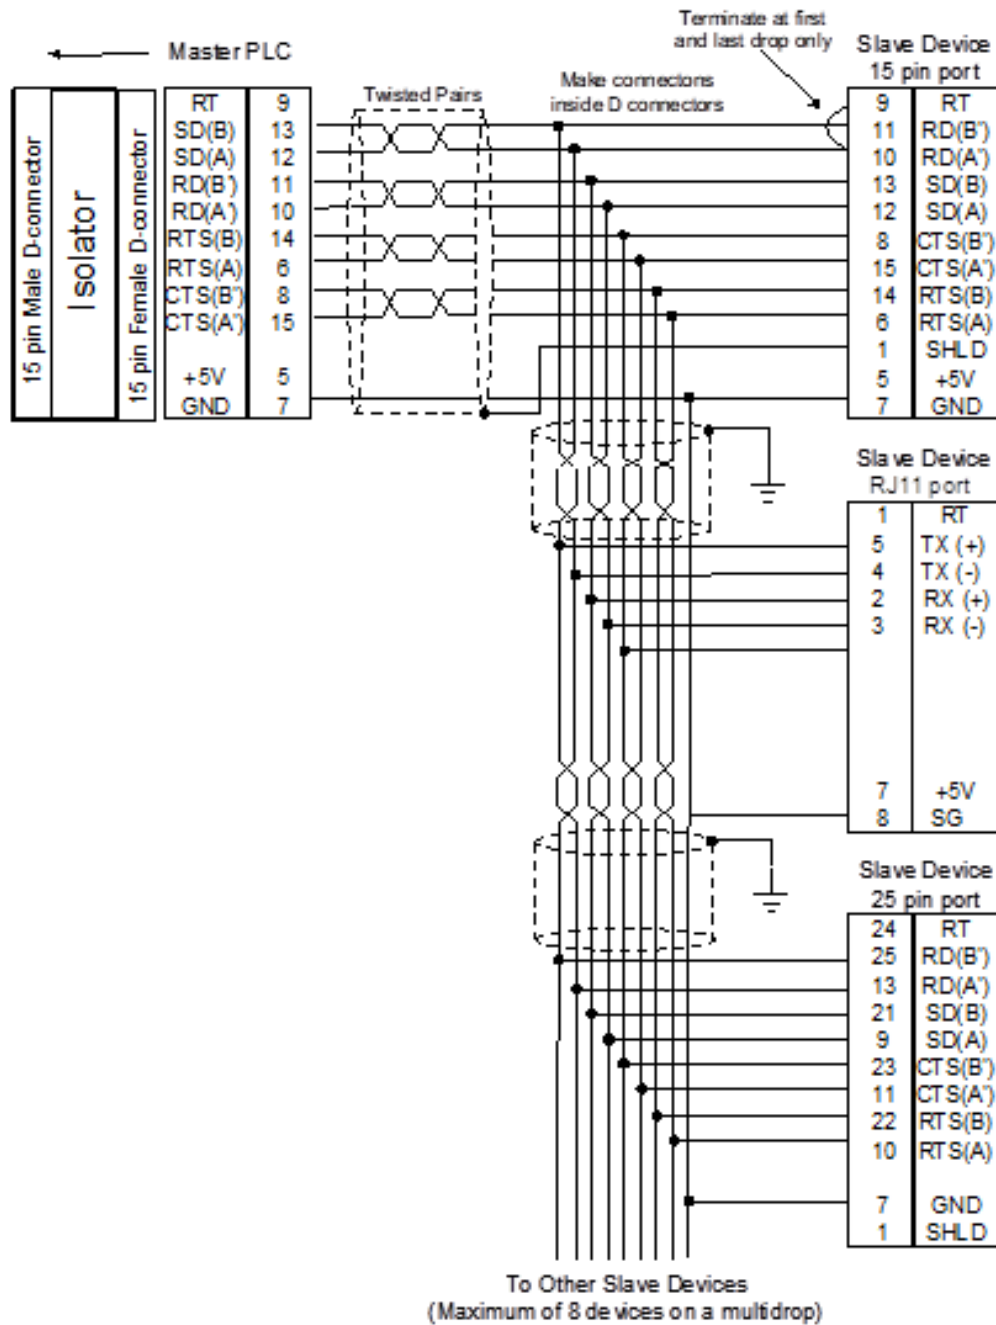 Master PLC
15 pin Male D-connector
Isolator
15 pin Female D-connector
RT 9
SD(B) 13
SD(A) 12
RD(B') 11
RD(A') 10
RTS(B) 14
RTS(A) 6
CTS(B') 8
CTS(A') 15
+5V 5
GND 7
Twisted Pairs
Make connectons
inside D connectors
Terminate at first
and last drop only
Slave Device
15 pin port
9 RT
11 RD(B')
10 RD(A')
13 SD(B)
12 SD(A)
8 CTS(B')
15 CTS(A')
14 RTS(B)
6 RTS(A)
1 SHLD
5 +5V
7 GND
Slave Device
RJ11 port
1 RT
5 TX (+)
4 TX (-)
2 RX (+)
3 RX (-)
7 +5V
8 SG
Slave Device
25 pin port
24 RT
25 RD(B')
13 RD(A')
21 SD(B)
9 SD(A)
23 CTS(B')
11 CTS(A')
22 RTS(B)
10 RTS(A)
7 GND
1 SHLD
To Other Slave Devices
(Maximum of 8 devices on a multidrop)